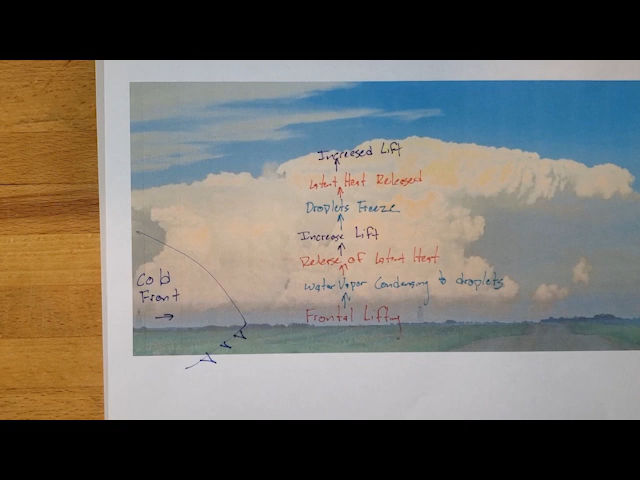 Increased Lift
Latent Heat Released
Droplets Freeze
Increase Lift
Release of Latent Heat
Water Vapor Condensing to droplets
Frontal Lifting
Cold
Front